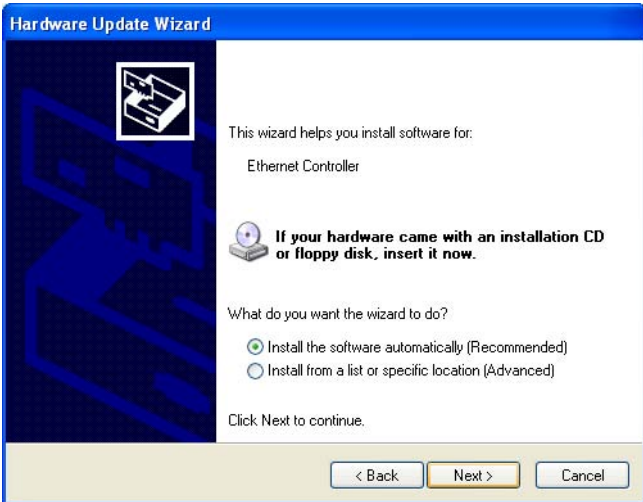 Hardware Update Wizard
This wizard helps you install software for:
Ethernet Controller
If your hardware came with an installation CD
or floppy disk, insert it now.
What do you want the wizard to do?
Install the software automatically (Recommended)
Install from a list or specific location (Advanced)
Click Next to continue.
< Back Next > Cancel